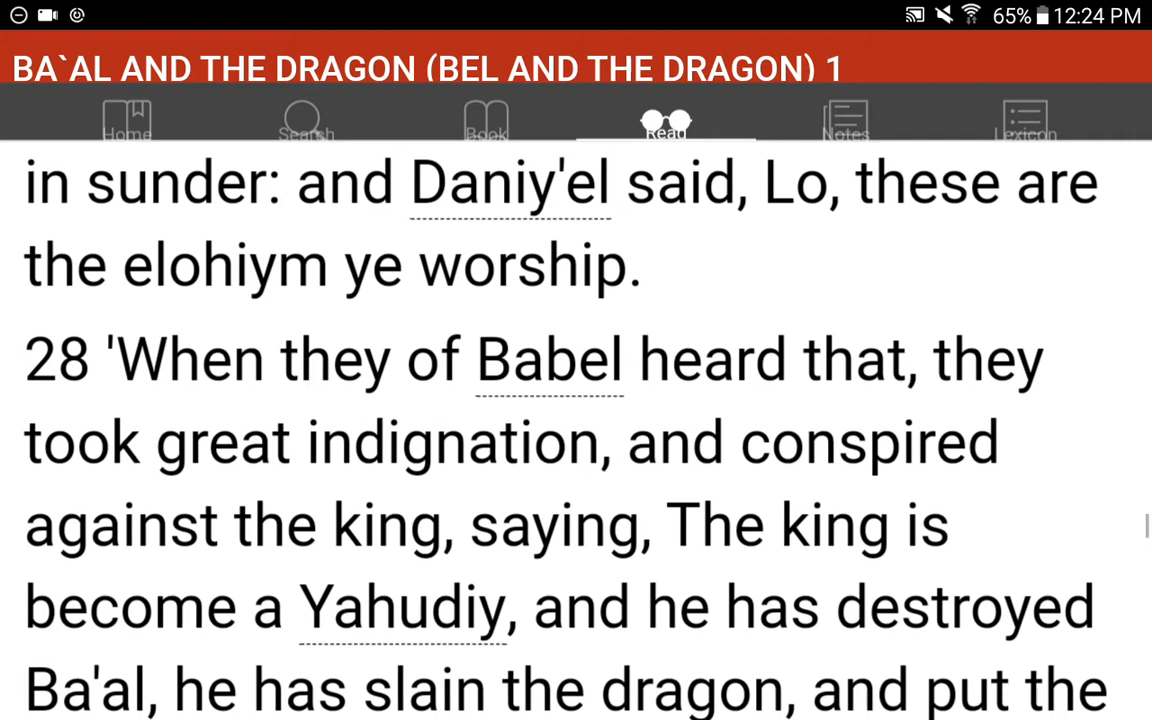 65% 12:24 PM
BA`AL AND THE DRAGON (BEL AND THE DRAGON) 1
Home Search Book Read Notes Lexicon
in sunder: and Daniy'el said, Lo, these are
the elohiym ye worship.
28 'When they of Babel heard that, they
took great indignation, and conspired
against the king, saying, The king is
become a Yahudiy, and he has destroyed
Ba'al, he has slain the dragon, and put the